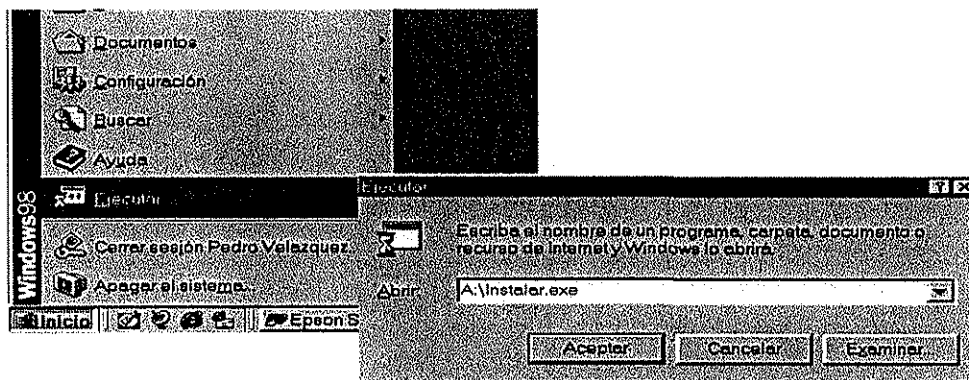 Documentos
Configuración
Buscar
Ayuda
Ejecutar
Cerrar sesión Pedro Velazquez
Apagar el sistema...
Windows98
Inicio
Epson S
Ejecutar
Escriba el nombre de un programa, carpeta, documento o
recurso de Internet y Windows lo abrirá.
Abrir:
A:\Instalar.exe
Aceptar
Cancelar
Examinar...